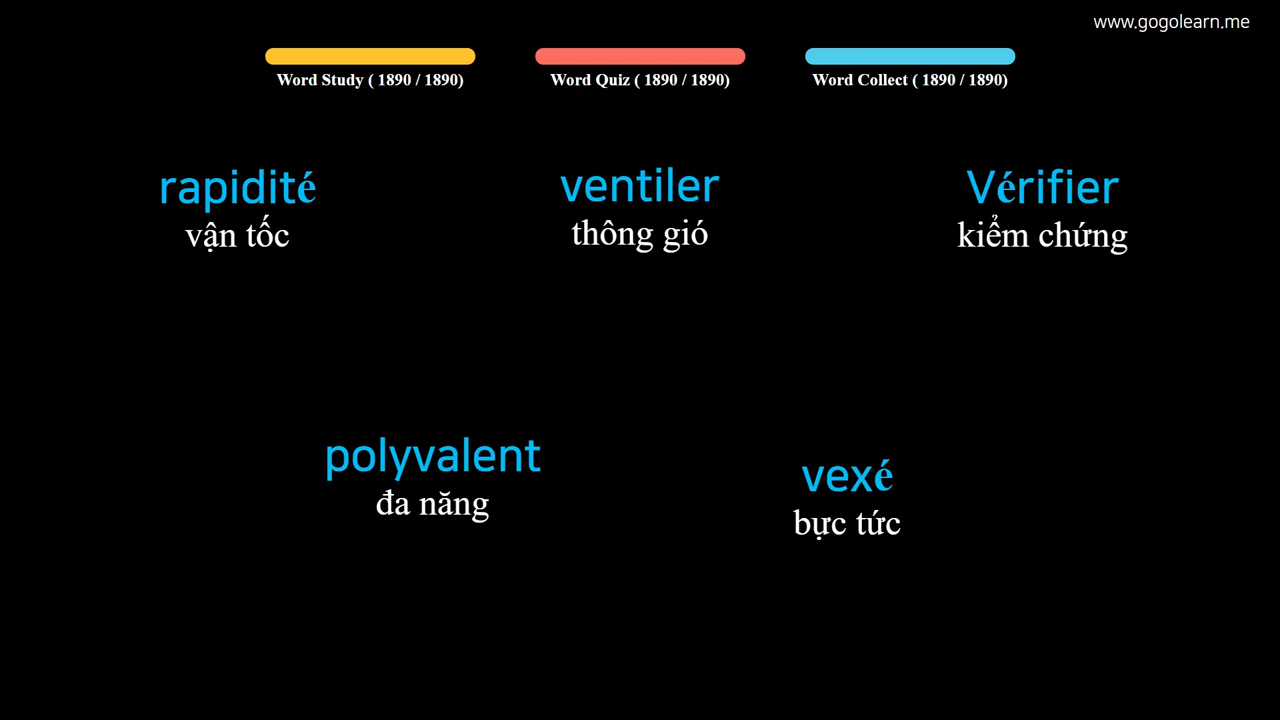 www.gogolearn.me
Word Study ( 1890 / 1890)
Word Quiz ( 1890 / 1890)
Word Collect ( 1890 / 1890)
rapidité
vận tốc
ventiler
thông gió
Vérifier
kiểm chứng
polyvalent
đa năng
vexé
bực tức